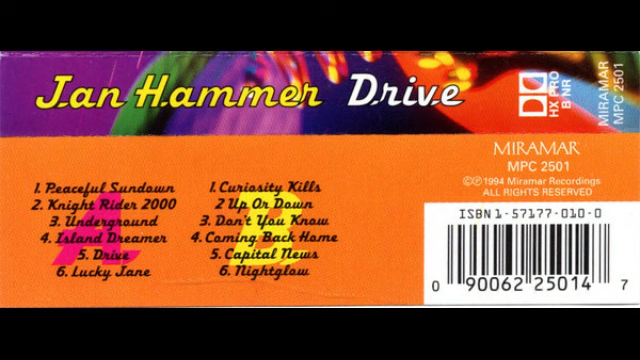 Jan Hammer Drive
HX PRO
B NR
MIRAMAR
MPC 2501
MIRAMAR
MPC 2501
©℗1994 Miramar Recordings
ALL RIGHTS RESERVED
A
1. Peaceful Sundown
2. Knight Rider 2000
3. Underground
4. Island Dreamer
5. Drive
6. Lucky Jane
B
1. Curiosity Kills
2 Up Or Down
3. Don't You Know
4. Coming Back Home
5. Capital News
6. Nightglow
ISBN 1-57177-010-0
0 90062 25014 7